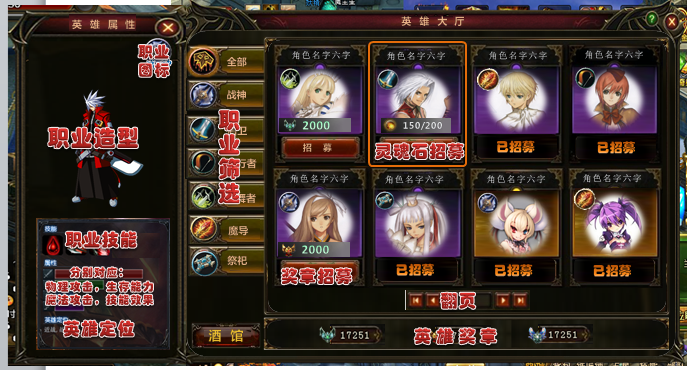 英雄属性
英雄大厅
职业
图标
职业造型
职业技能
技能
属性
分别对应：
物理攻击，生存能力
魔法攻击，技能效果
英雄定位
英雄定位
全部
战神
职业筛选
魔导
祭祀
酒馆
角色名字六字
角色名字六字
角色名字六字
角色名字六字
2000
150/200
招募
灵魂石招募
已招募
已招募
角色名字六字
角色名字六字
角色名字六字
角色名字六字
2000
奖章招募
已招募
已招募
已招募
翻页
17251
英雄奖章
17251